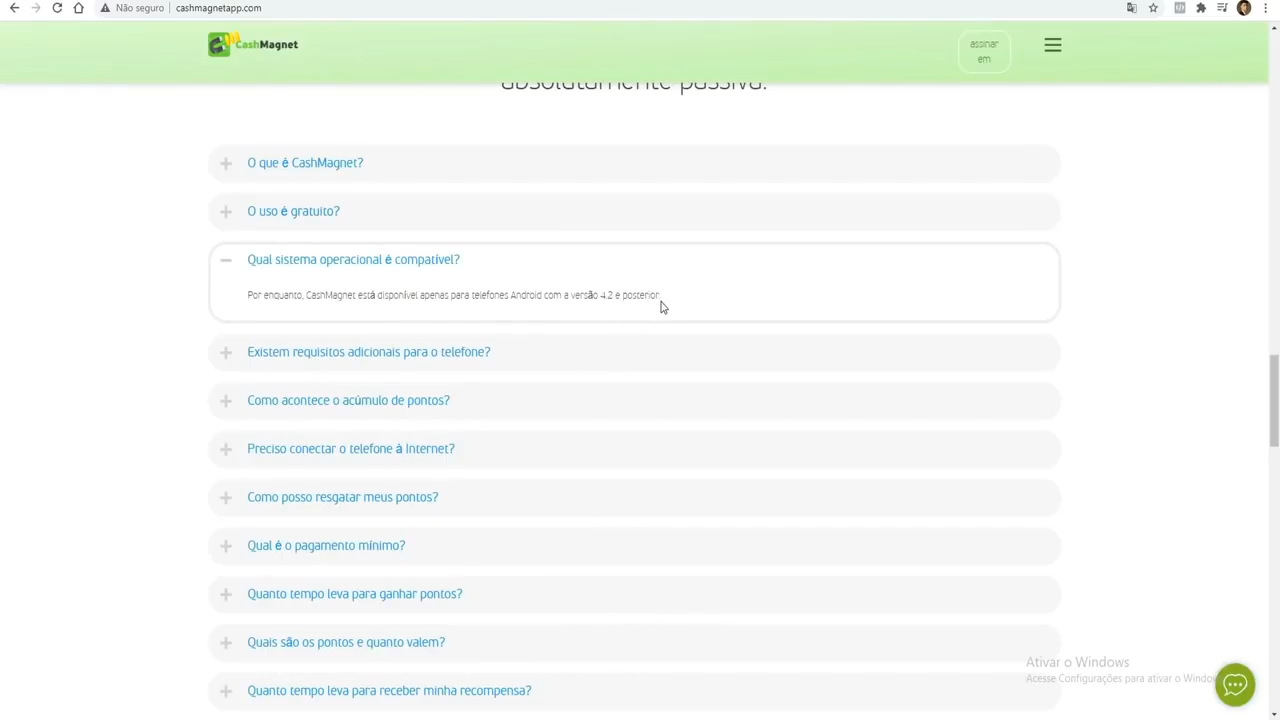 Não seguro
cashmagnetapp.com
CashMagnet
assinar
em
absolutamente passiva.
O que é CashMagnet?
O uso é gratuito?
Qual sistema operacional é compatível?
Por enquanto, CashMagnet está disponível apenas para telefones Android com a versão 4.2 e posterior.
Existem requisitos adicionais para o telefone?
Como acontece o acúmulo de pontos?
Preciso conectar o telefone à Internet?
Como posso resgatar meus pontos?
Qual é o pagamento mínimo?
Quanto tempo leva para ganhar pontos?
Quais são os pontos e quanto valem?
Ativar o Windows
Acesse Configurações para ativar o Windo
Quanto tempo leva para receber minha recompensa?